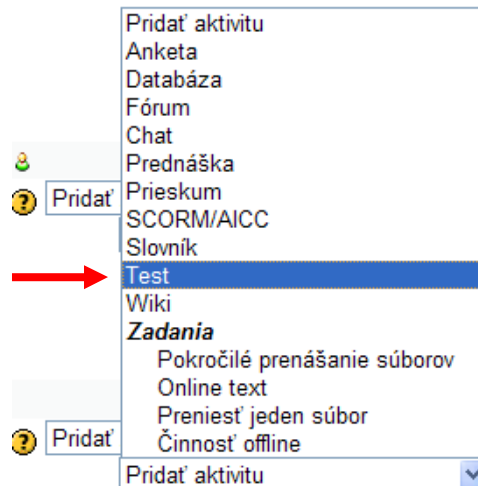 Pridať aktivitu
Anketa
Databáza
Fórum
Chat
Prednáška
Prieskum
SCORM/AICC
Slovník
Test
Wiki
Zadania
Pokročilé prenášanie súborov
Online text
Preniesť jeden súbor
Činnosť offline
Pridať aktivitu
? Pridať
? Pridať